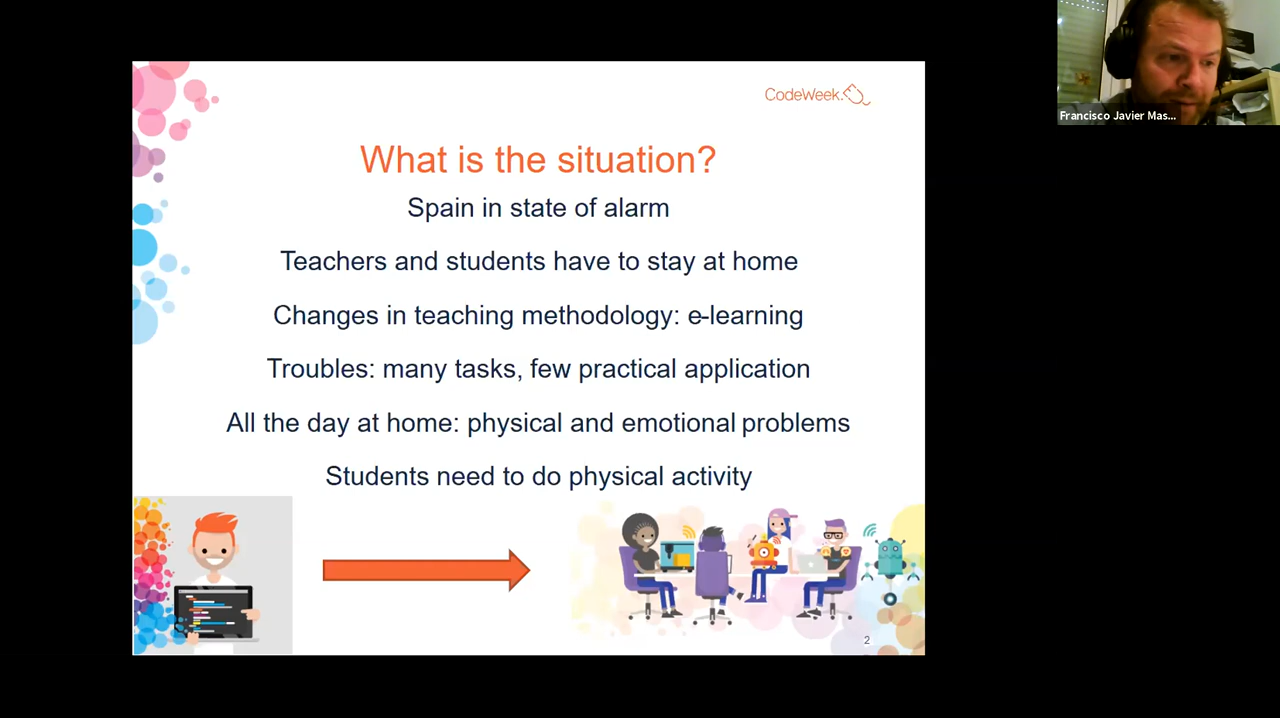 CodeWeek
Francisco Javier Mas...
What is the situation?
Spain in state of alarm
Teachers and students have to stay at home
Changes in teaching methodology: e-learning
Troubles: many tasks, few practical application
All the day at home: physical and emotional problems
Students need to do physical activity
2